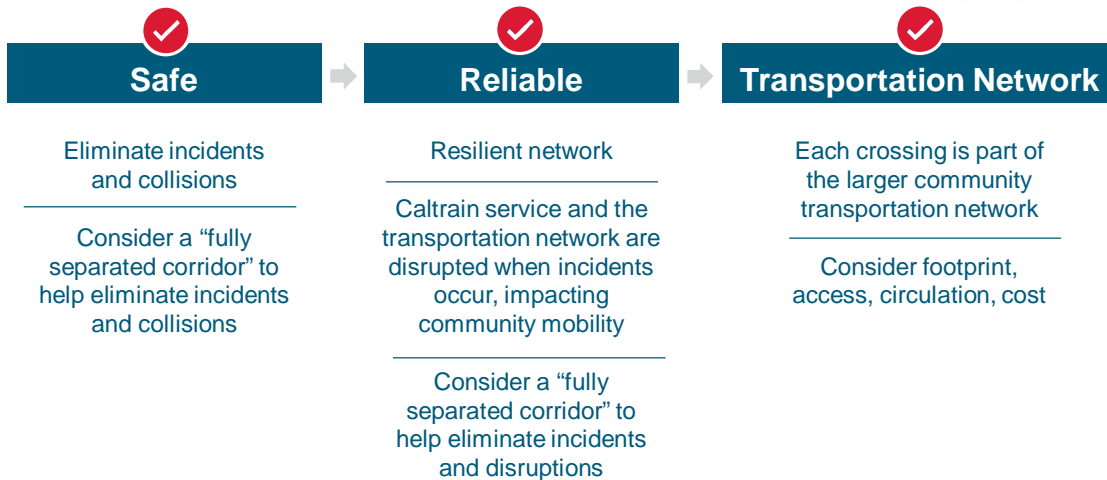 Safe
Eliminate incidents
and collisions
Consider a “fully
separated corridor” to
help eliminate incidents
and collisions
Reliable
Resilient network
Caltrain service and the
transportation network are
disrupted when incidents
occur, impacting
community mobility
Consider a “fully
separated corridor” to
help eliminate incidents
and disruptions
Transportation Network
Each crossing is part of
the larger community
transportation network
Consider footprint,
access, circulation, cost